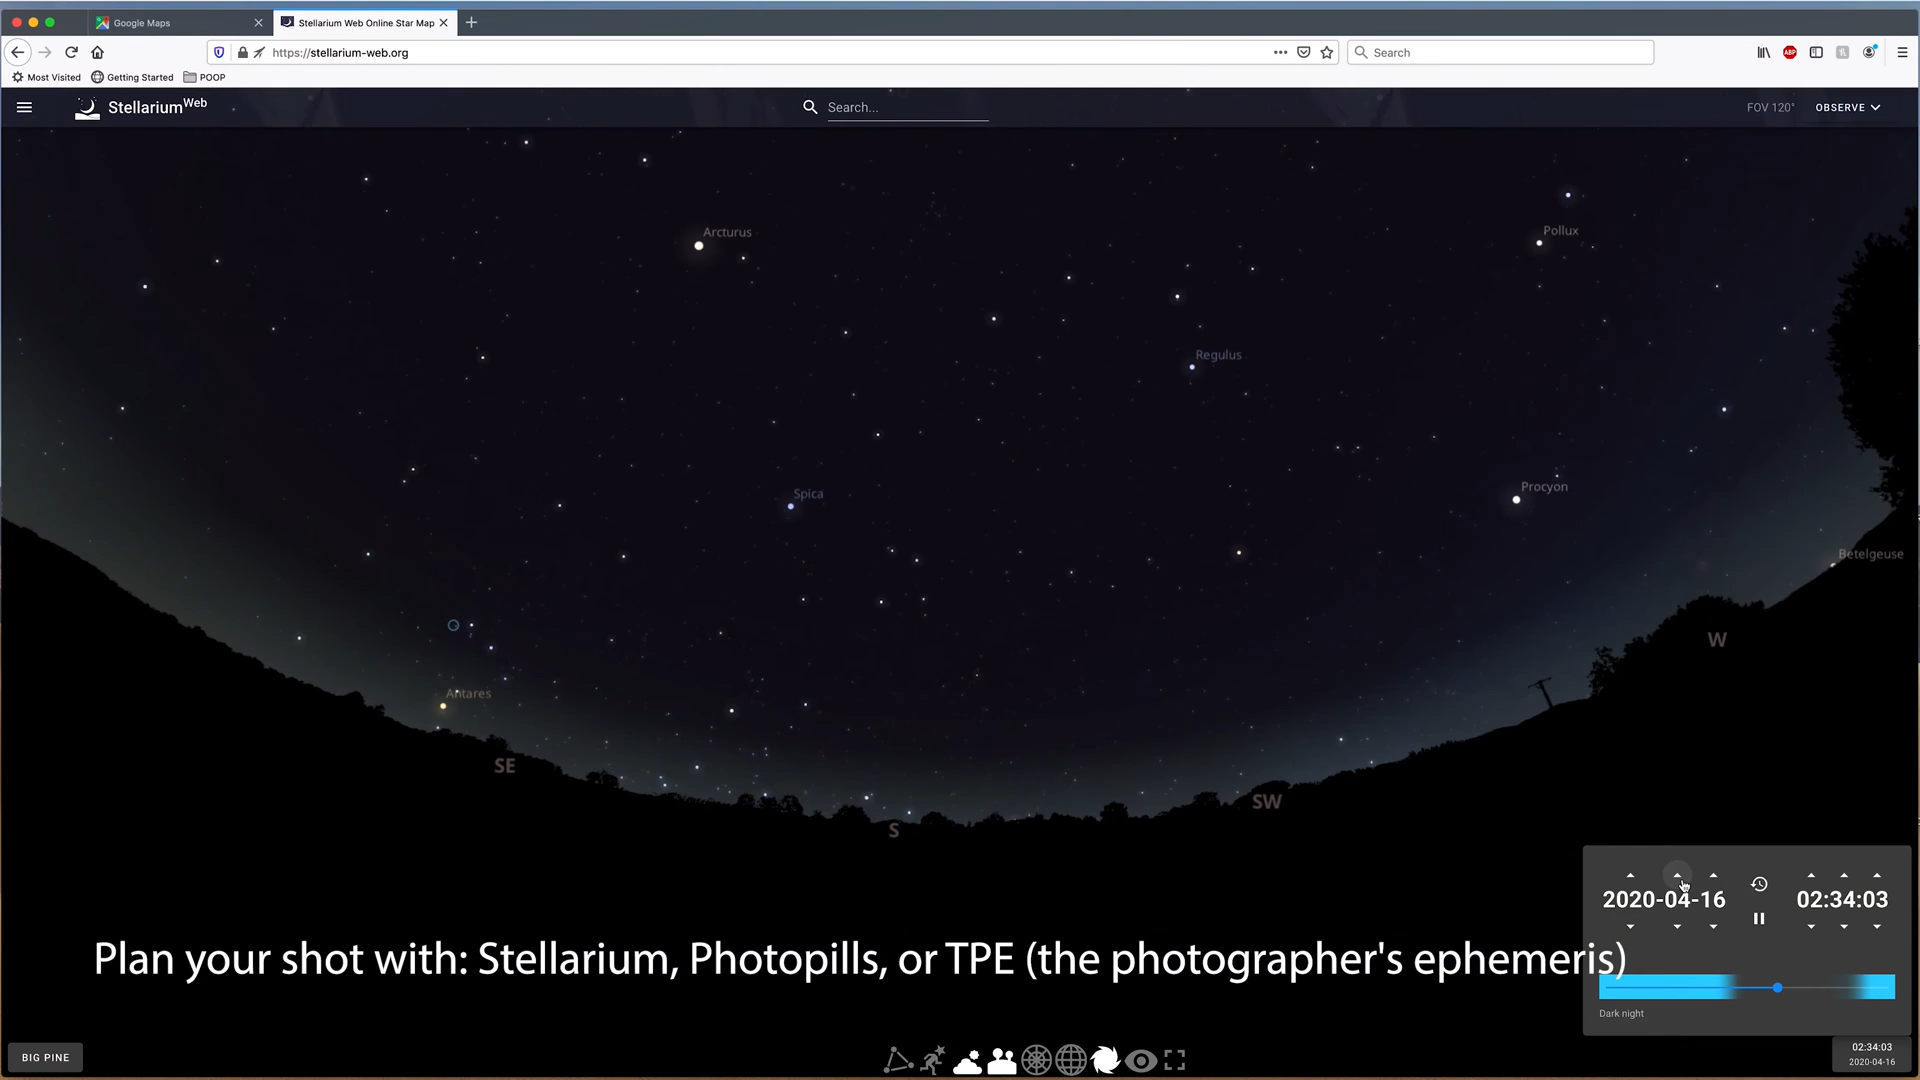 Google Maps
Stellarium Web Online Star Map
https://stellarium-web.org
Search
ABP
Most Visited
Getting Started
POOP
StellariumWeb
Search...
FOV 120°
OBSERVE
Arcturus
Pollux
Regulus
Spica
Procyon
Betelgeuse
W
Antares
SE
SW
S
2020-04-16
02:34:03
Plan your shot with: Stellarium, Photopills, or TPE (the photographer's ephemeris)
Dark night
BIG PINE
02:34:03
2020-04-16